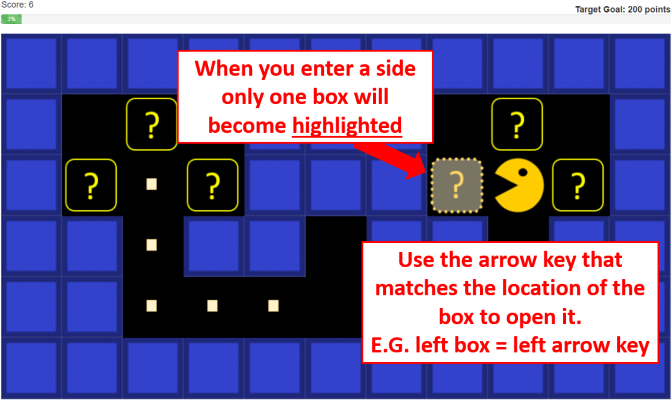 Score: 6
Target Goal: 200 points
3%
When you enter a side
only one box will
become highlighted
?
?
?
?
?
?
Use the arrow key that
matches the location of the
box to open it.
E.G. left box = left arrow key